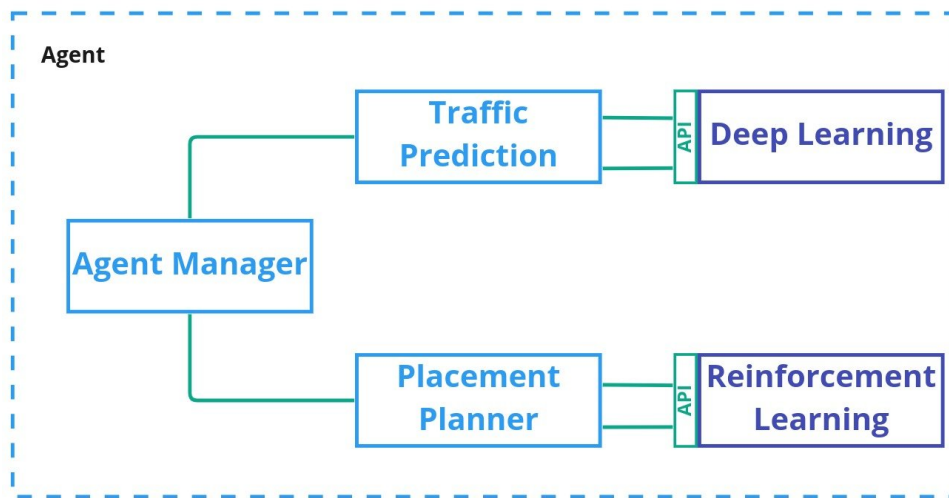 Agent
Traffic
Prediction
API
Deep Learning
Agent Manager
Placement
Planner
API
Reinforcement
Learning